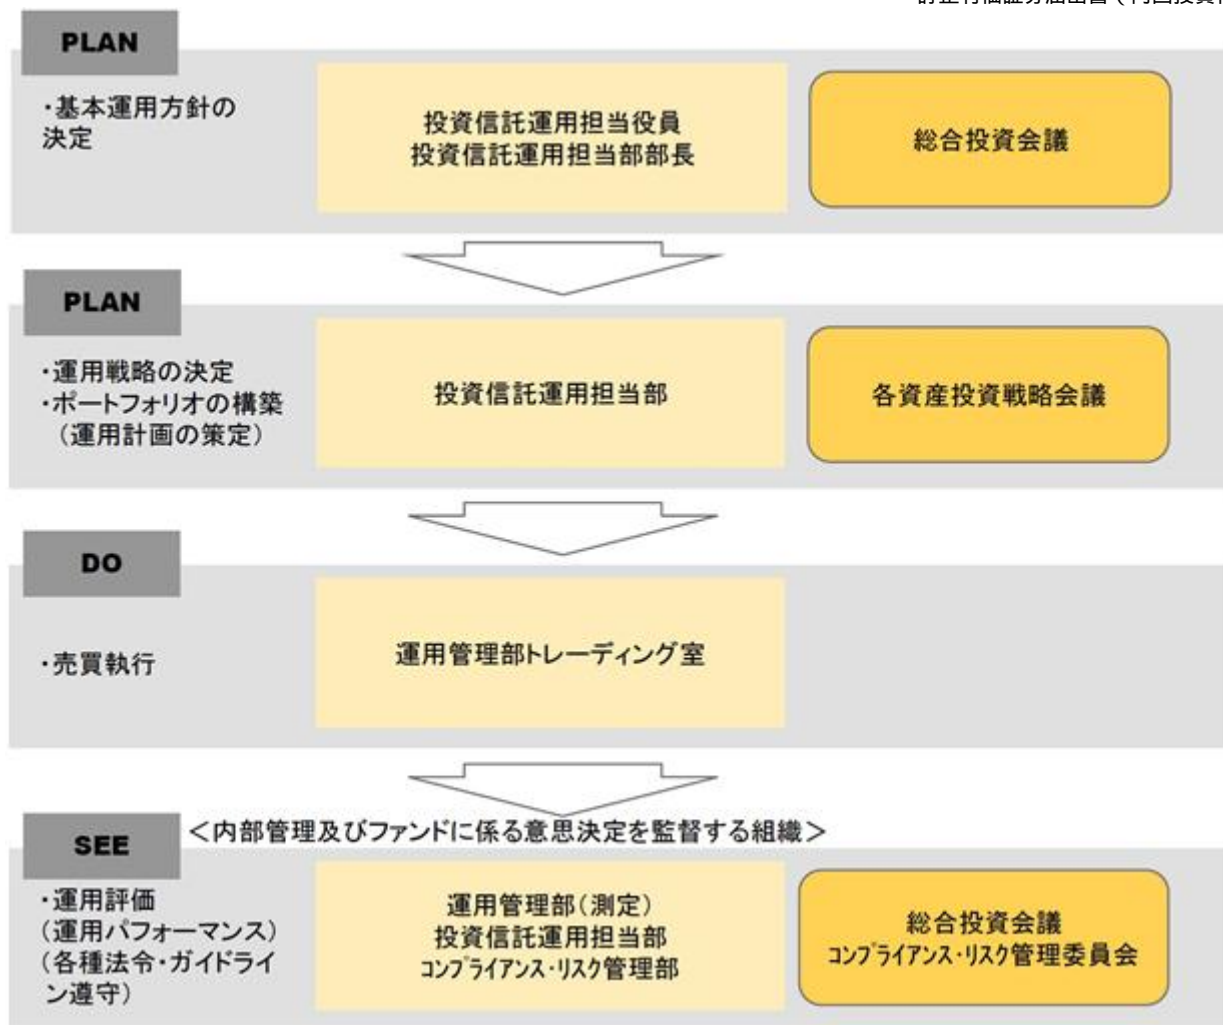 PLAN
・基本運用方針の
決定
投資信託運用担当役員
投資信託運用担当部部長
総合投資会議
PLAN
・運用戦略の決定
・ポートフォリオの構築
（運用計画の策定）
投資信託運用担当部
各資産投資戦略会議
DO
・売買執行
運用管理部トレーディング室
SEE
＜内部管理及びファンドに係る意思決定を監督する組織＞
・運用評価
（運用パフォーマンス）
（各種法令・ガイドライ
ン遵守）
運用管理部（測定）
投資信託運用担当部
ｺﾝﾌﾟﾗｲｱﾝｽ・ﾘｽｸ管理部
総合投資会議
ｺﾝﾌﾟﾗｲｱﾝｽ・ﾘｽｸ管理委員会